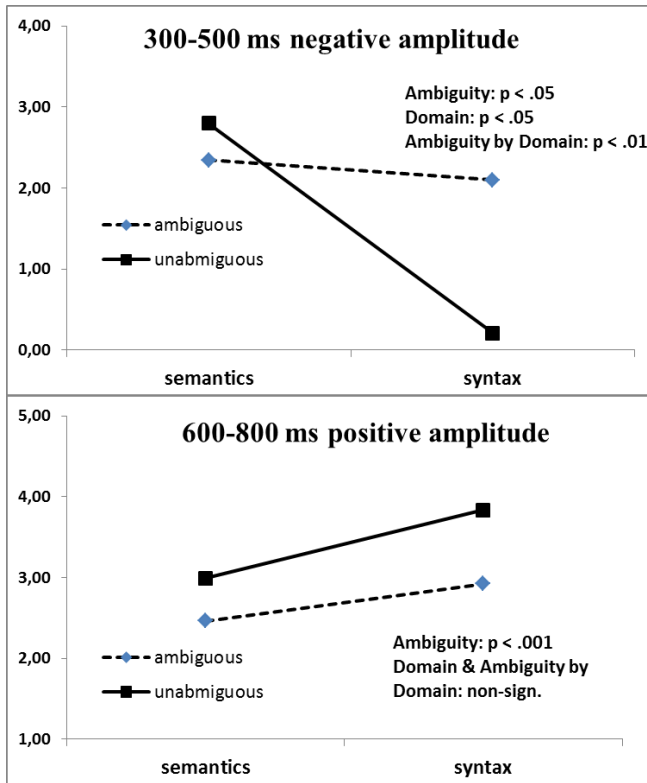 300-500 ms negative amplitude
4,00
3,00
2,00
1,00
0,00
Ambiguity: p < .05
Domain: p < .05
Ambiguity by Domain: p < .01
ambiguous
unabmiguous
semantics
syntax
600-800 ms positive amplitude
5,00
4,00
3,00
2,00
1,00
ambiguous
unabmiguous
Ambiguity: p < .001
Domain & Ambiguity by
Domain: non-sign.
semantics
syntax